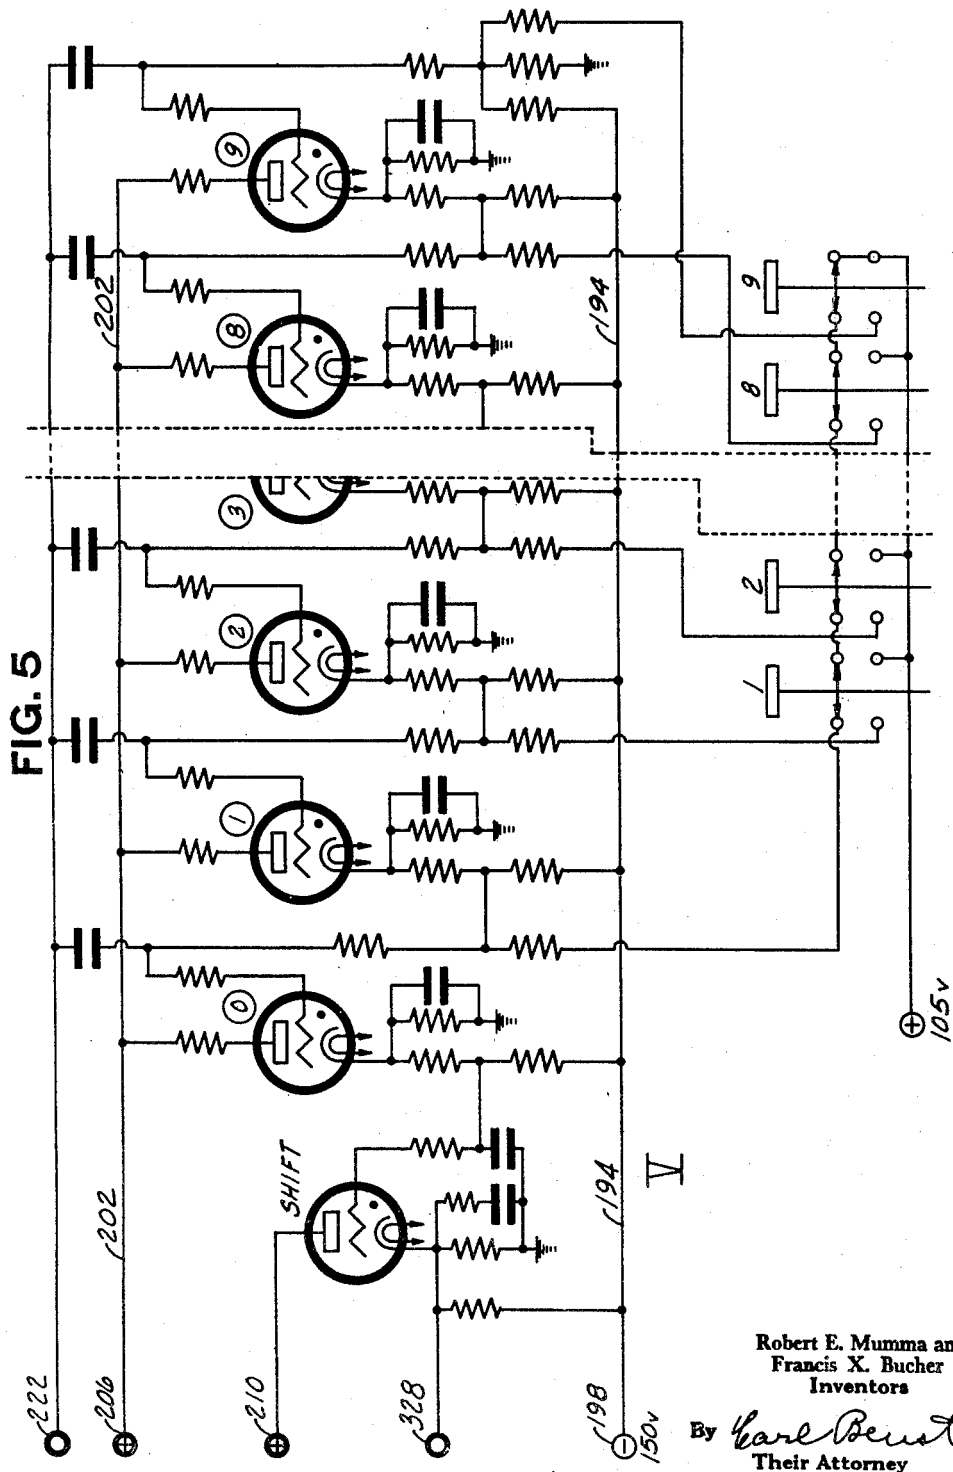 FIG. 5
222
206
210
328
198
150v
202
202
194
194
SHIFT
V
0
1
2
3
8
9
1
2
8
9
105v
Robert E. Mumma an
Francis X. Bucher
Inventors
By Earl Beust
Their Attorney